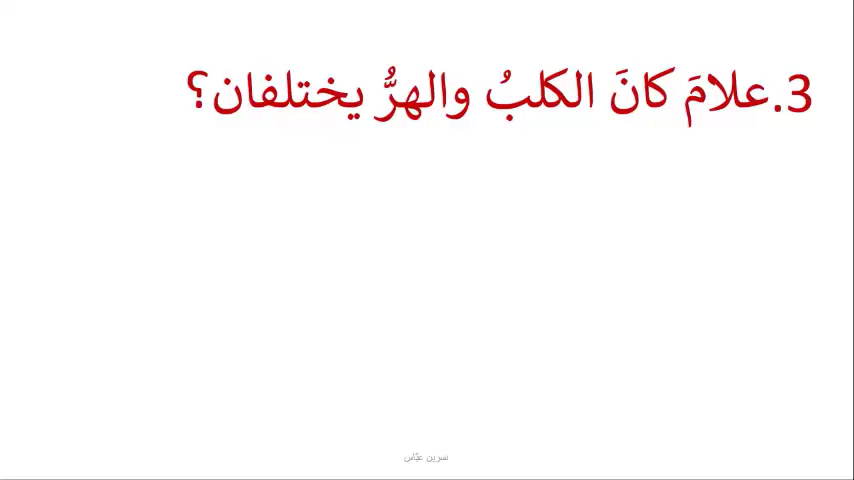 3.علامَ كانَ الكلبُ والهرُّ يختلفان؟
نسرين عبّاس